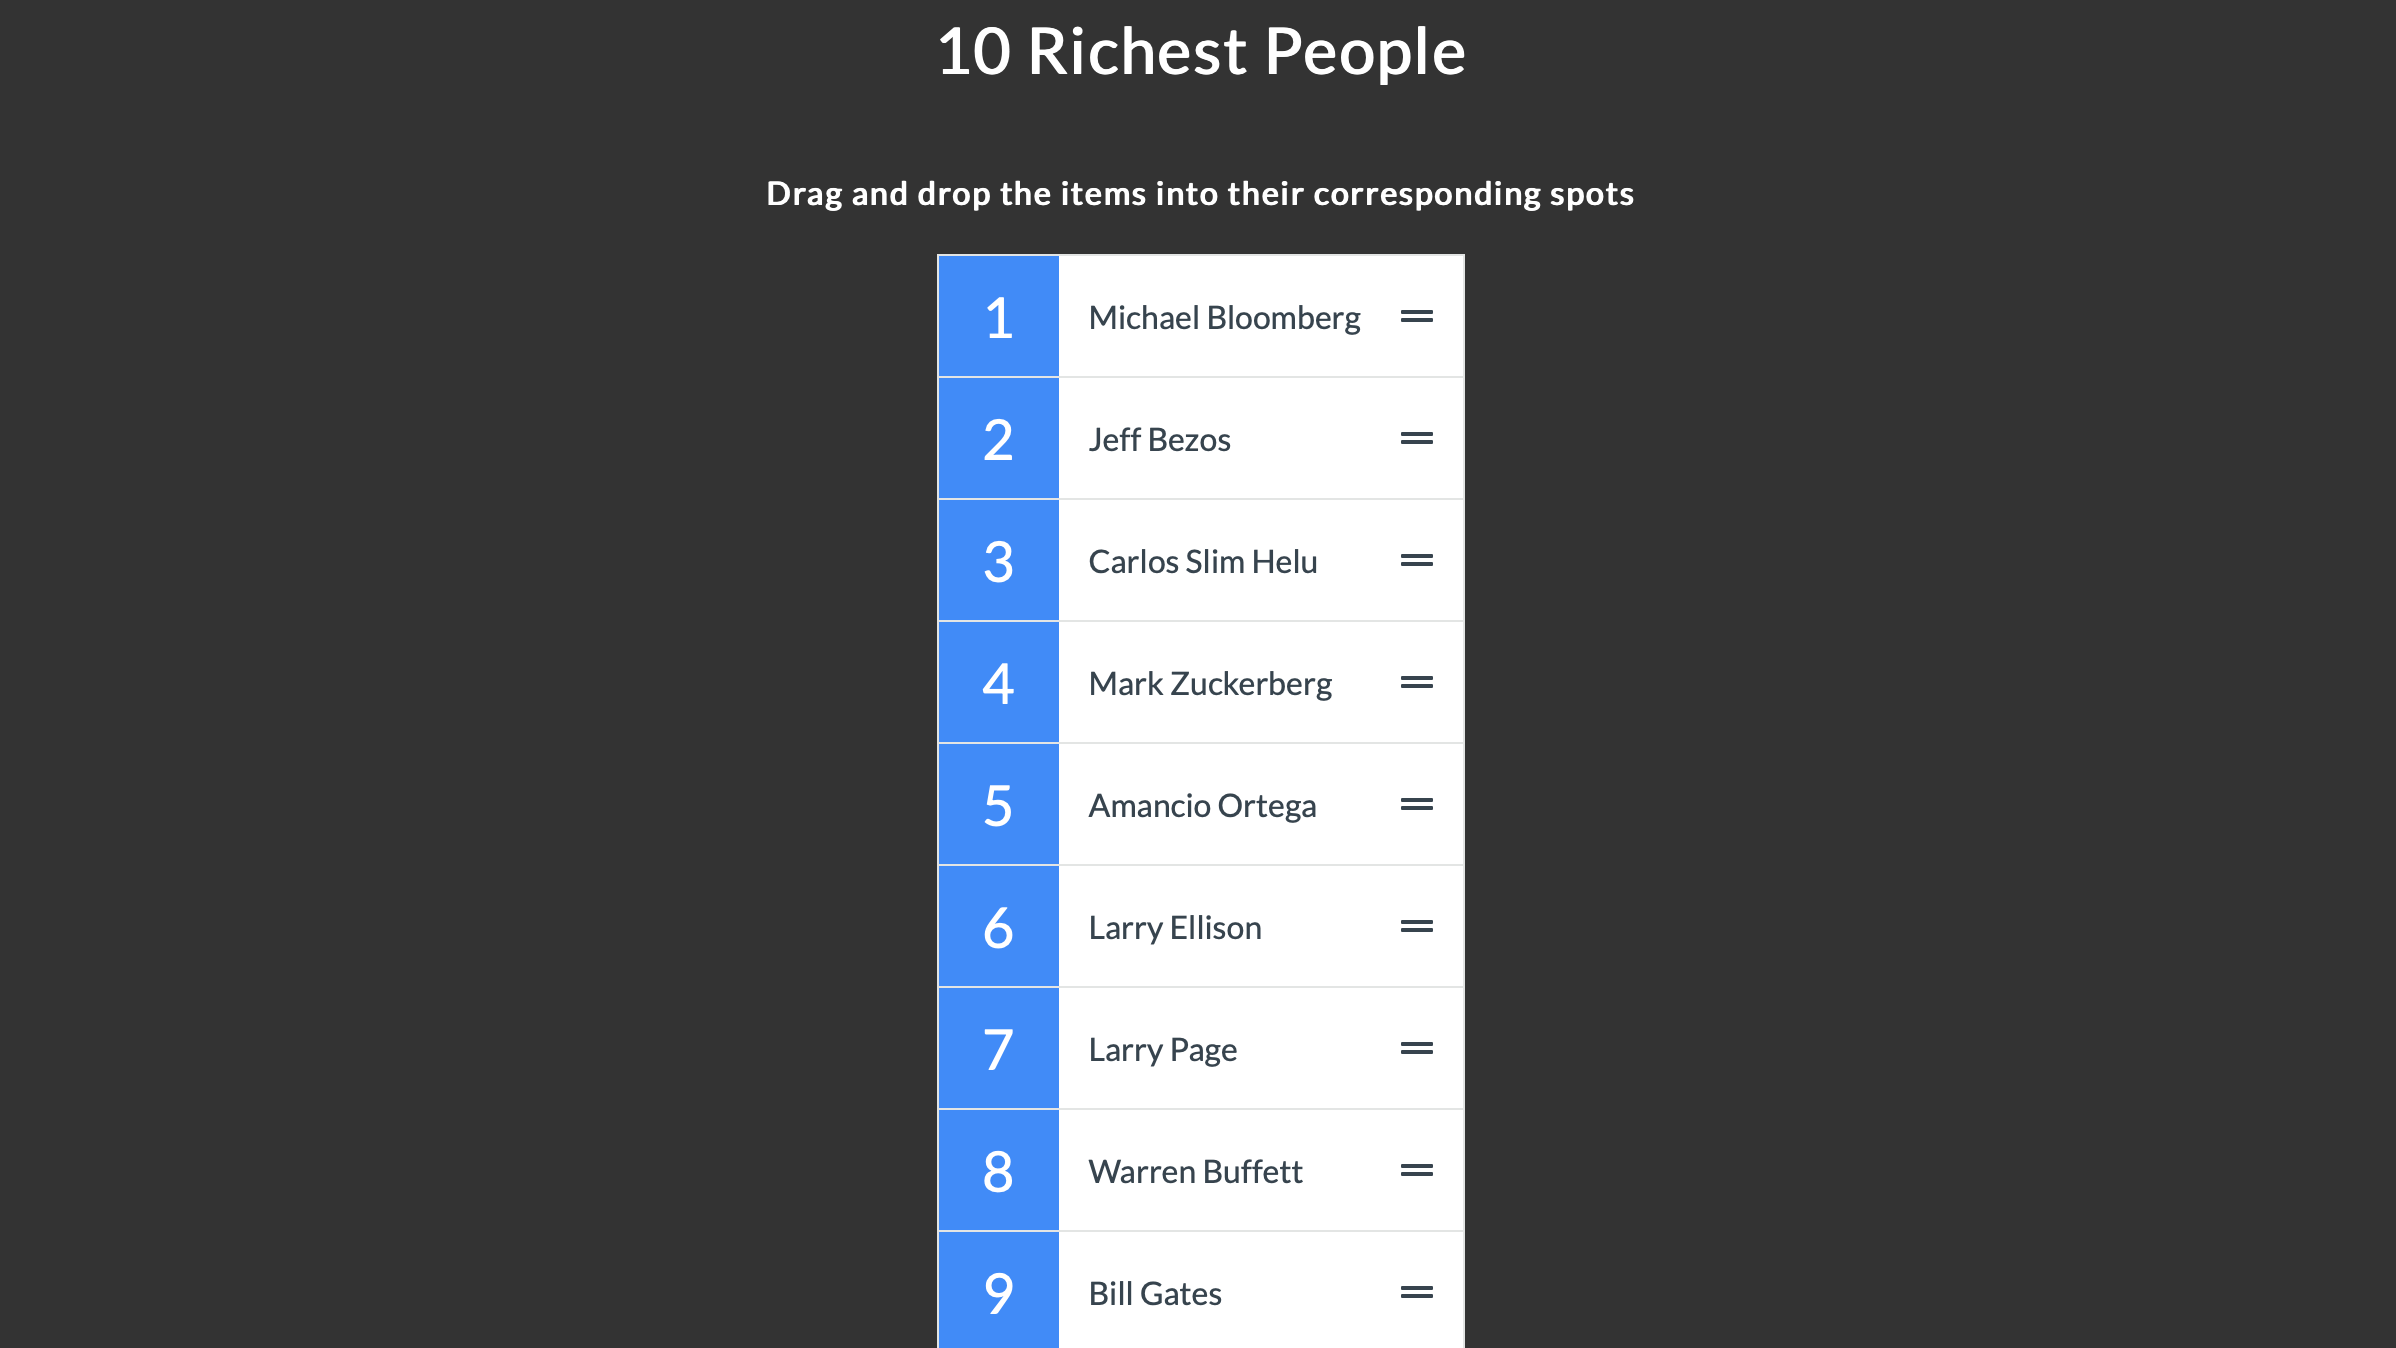 10 Richest People
Drag and drop the items into their corresponding spots
1 Michael Bloomberg
2 Jeff Bezos
3 Carlos Slim Helu
4 Mark Zuckerberg
5 Amancio Ortega
6 Larry Ellison
7 Larry Page
8 Warren Buffett
9 Bill Gates